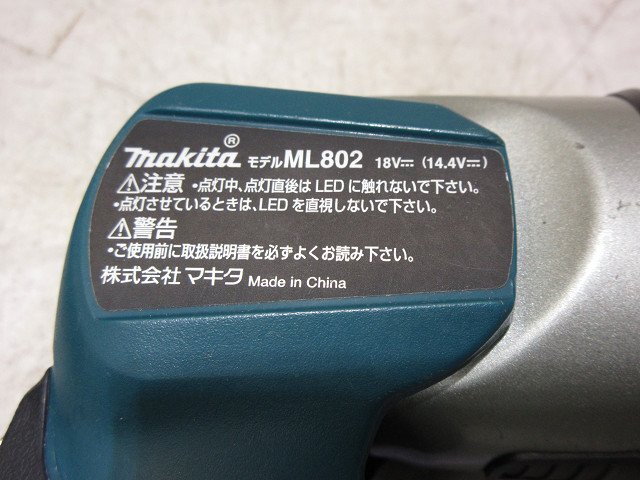 makita® モデルML802 18V⎓ (14.4V⎓)
⚠注意 •点灯中、点灯直後は LED に触れないで下さい。
•点灯させているときは、LED を直視しないで下さい。
⚠警告
•ご使用前に取扱説明書を必ずよくお読み下さい。
株式会社 マキタ Made in China